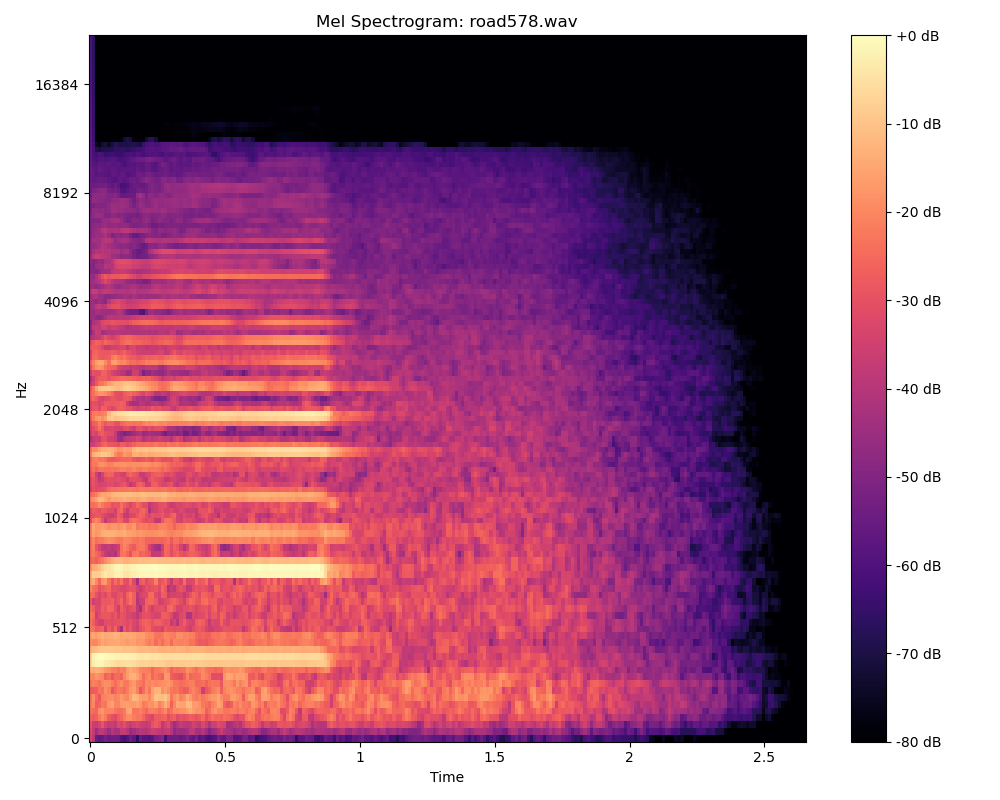 Mel Spectrogram: road578.wav
+0 dB
16384
-10 dB
8192
-20 dB
-30 dB
4096
Hz
-40 dB
2048
-50 dB
1024
-60 dB
512
-70 dB
0
-80 dB
0 0.5 1 1.5 2 2.5
Time